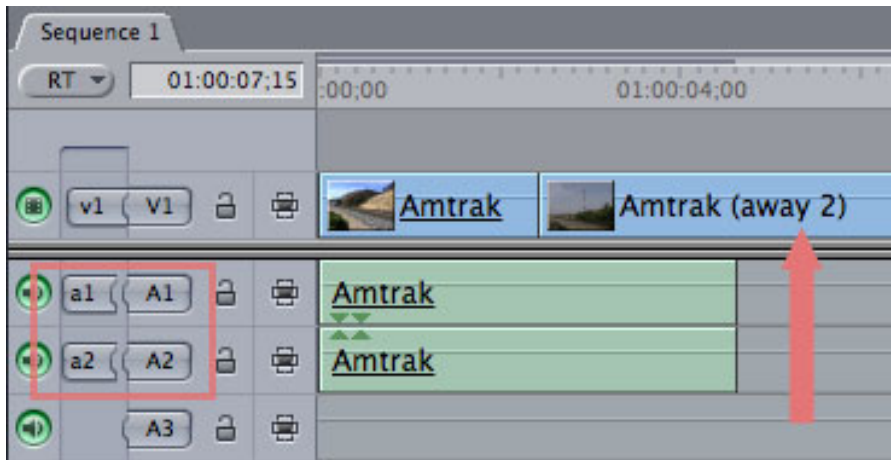 Sequence 1
RT 01:00:07;15 :00;00 01:00:04;00
v1 V1 Amtrak Amtrak (away 2)
a1 A1 Amtrak
a2 A2 Amtrak
A3